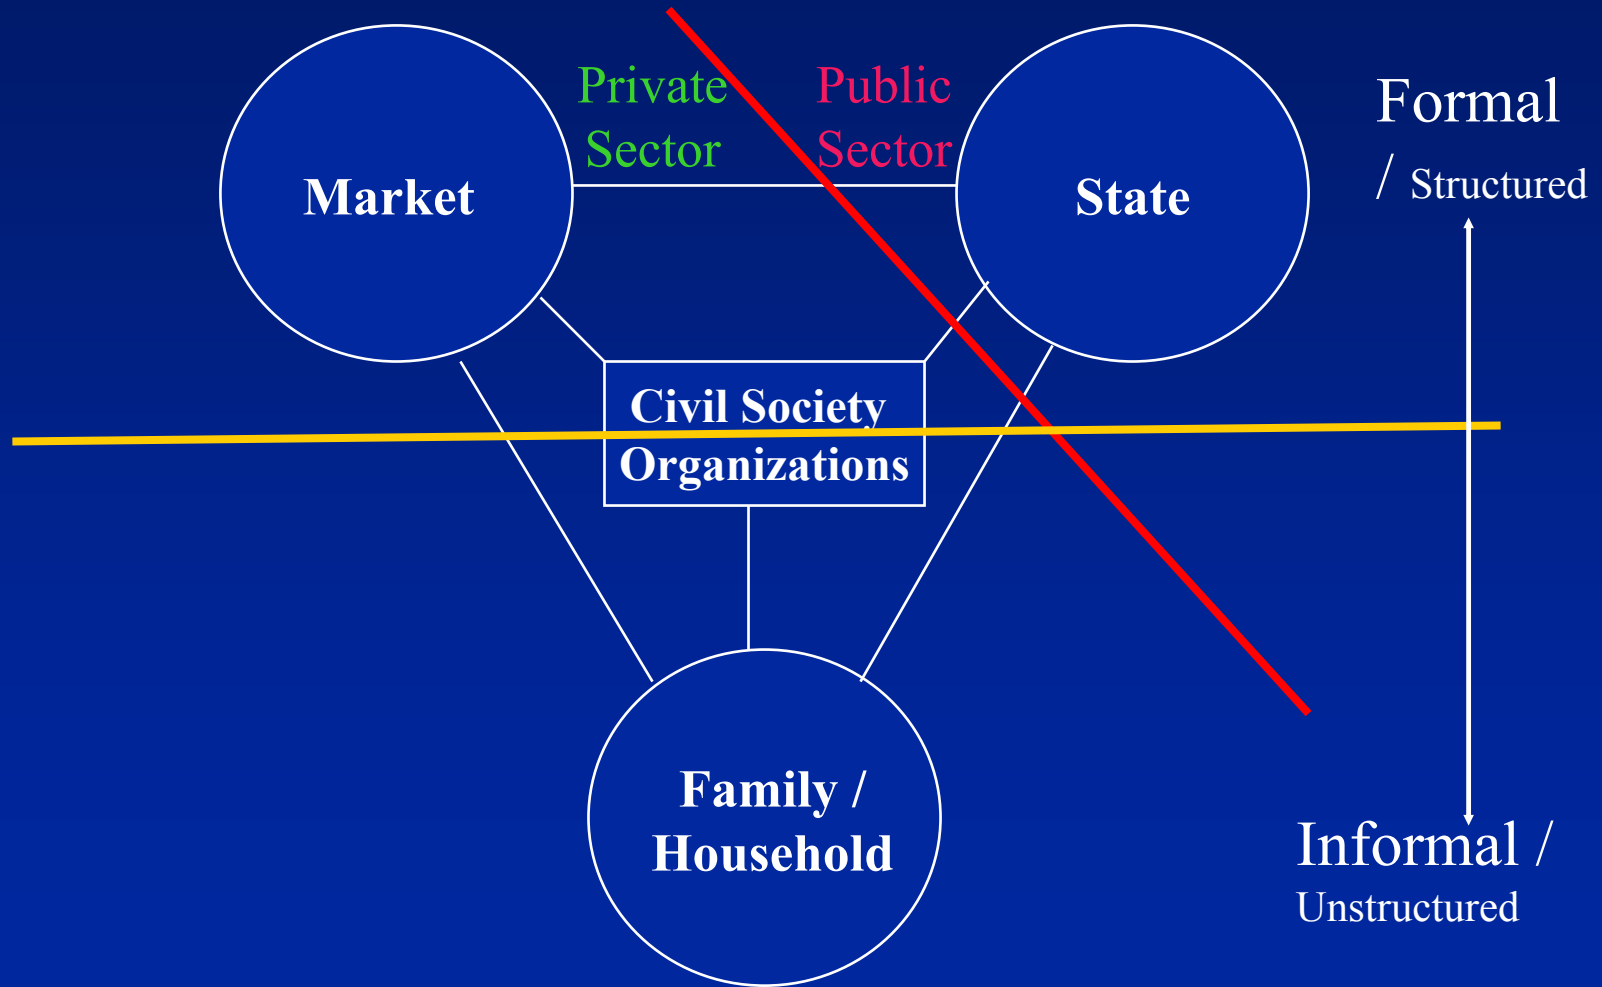 Private
Sector
Public
Sector
Formal
/ Structured
Market
State
Civil Society
Organizations
Family /
Household
Informal /
Unstructured